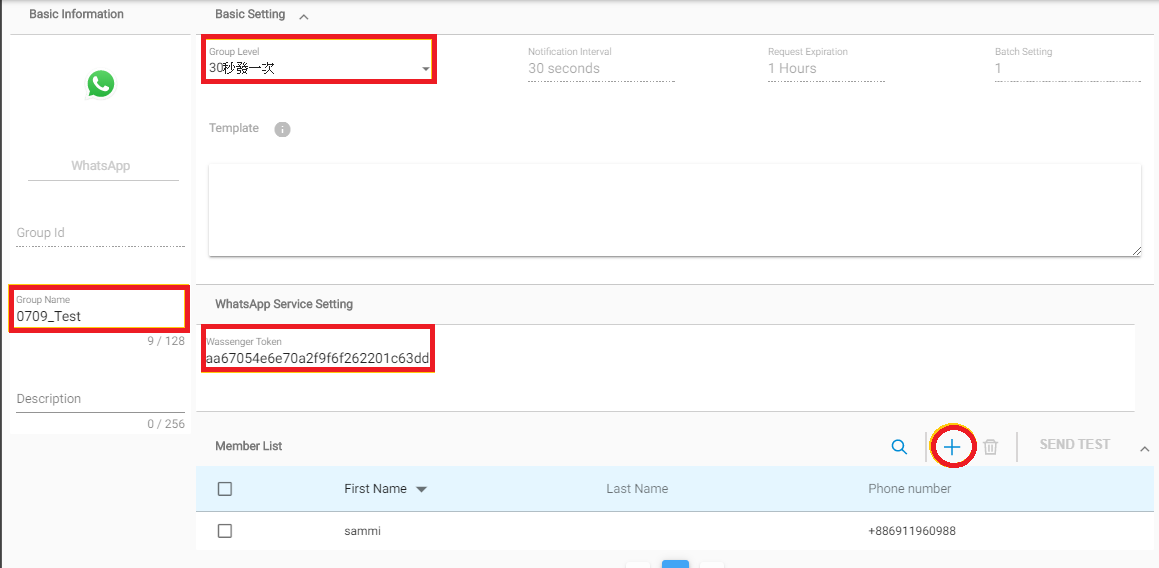 Basic Information
Basic Setting
Group Level
30秒發一次
Notification Interval
30 seconds
Request Expiration
1 Hours
Batch Setting
1
Template
WhatsApp
Group Id
Group Name
0709_Test
9 / 128
Description
0 / 256
WhatsApp Service Setting
Wassenger Token
aa67054e6e70a2f9f6f262201c63dd
Member List
SEND TEST
First Name
Last Name
Phone number
sammi
+886911960988